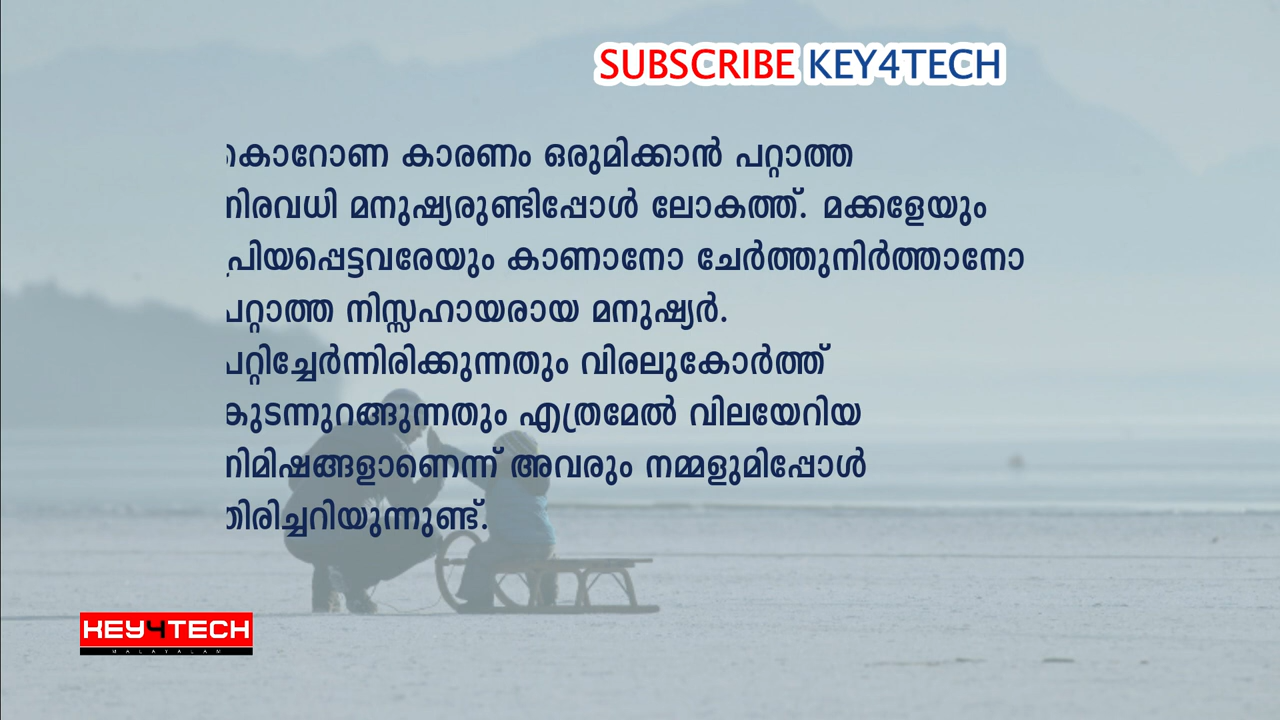 SUBSCRIBE KEY4TECH
കൊറോണ കാരണം ഒരുമിക്കാൻ പറ്റാത്ത
നിരവധി മനുഷ്യരുണ്ടിപ്പോൾ ലോകത്ത്. മക്കളേയും
പ്രിയപ്പെട്ടവരേയും കാണാനോ ചേർത്തുനിർത്താനോ
പറ്റാത്ത നിസ്സഹായരായ മനുഷ്യർ.
പറ്റിച്ചേർന്നിരിക്കുന്നതും വിരലുകോർത്ത്
കുടന്നുറങ്ങുന്നതും എത്രമേൽ വിലയേറിയ
നിമിഷങ്ങളാണെന്ന് അവരും നമ്മളുമിപ്പോൾ
തിരിച്ചറിയുന്നുണ്ട്.
KEY4TECH
MALAYALAM